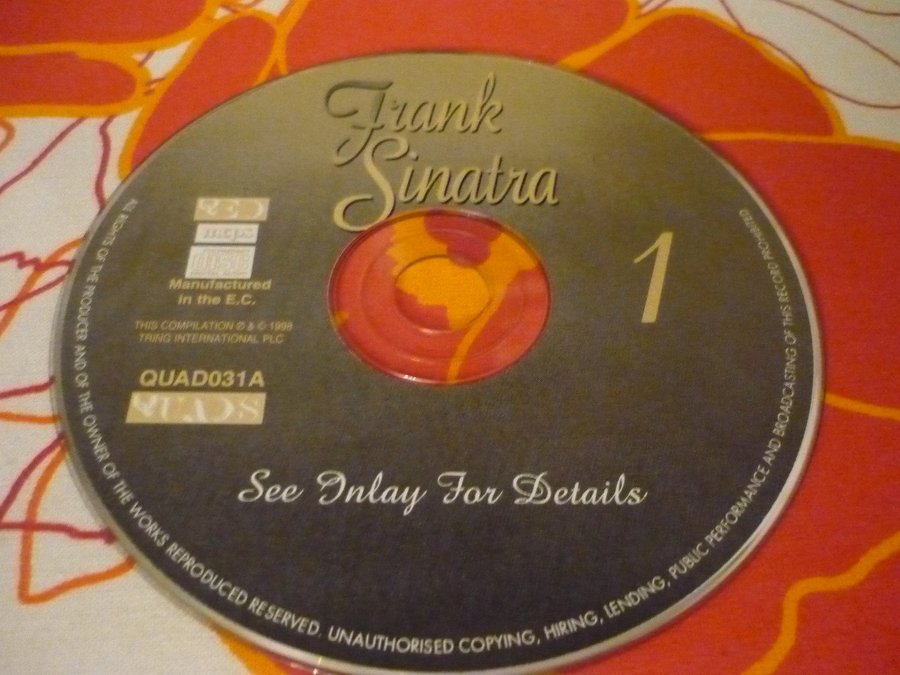 Frank
Sinatra
1
mcps
Manufactured
in the E.C.
THIS COMPILATION ℗ & © 1998
TRING INTERNATIONAL PLC
QUAD031A
QUADS
See Inlay For Details
ALL RIGHTS OF THE PRODUCER AND OF THE OWNER OF THE WORKS REPRODUCED RESERVED. UNAUTHORISED COPYING, HIRING, LENDING, PUBLIC PERFORMANCE AND BROADCASTING OF THIS RECORD PROHIBITED